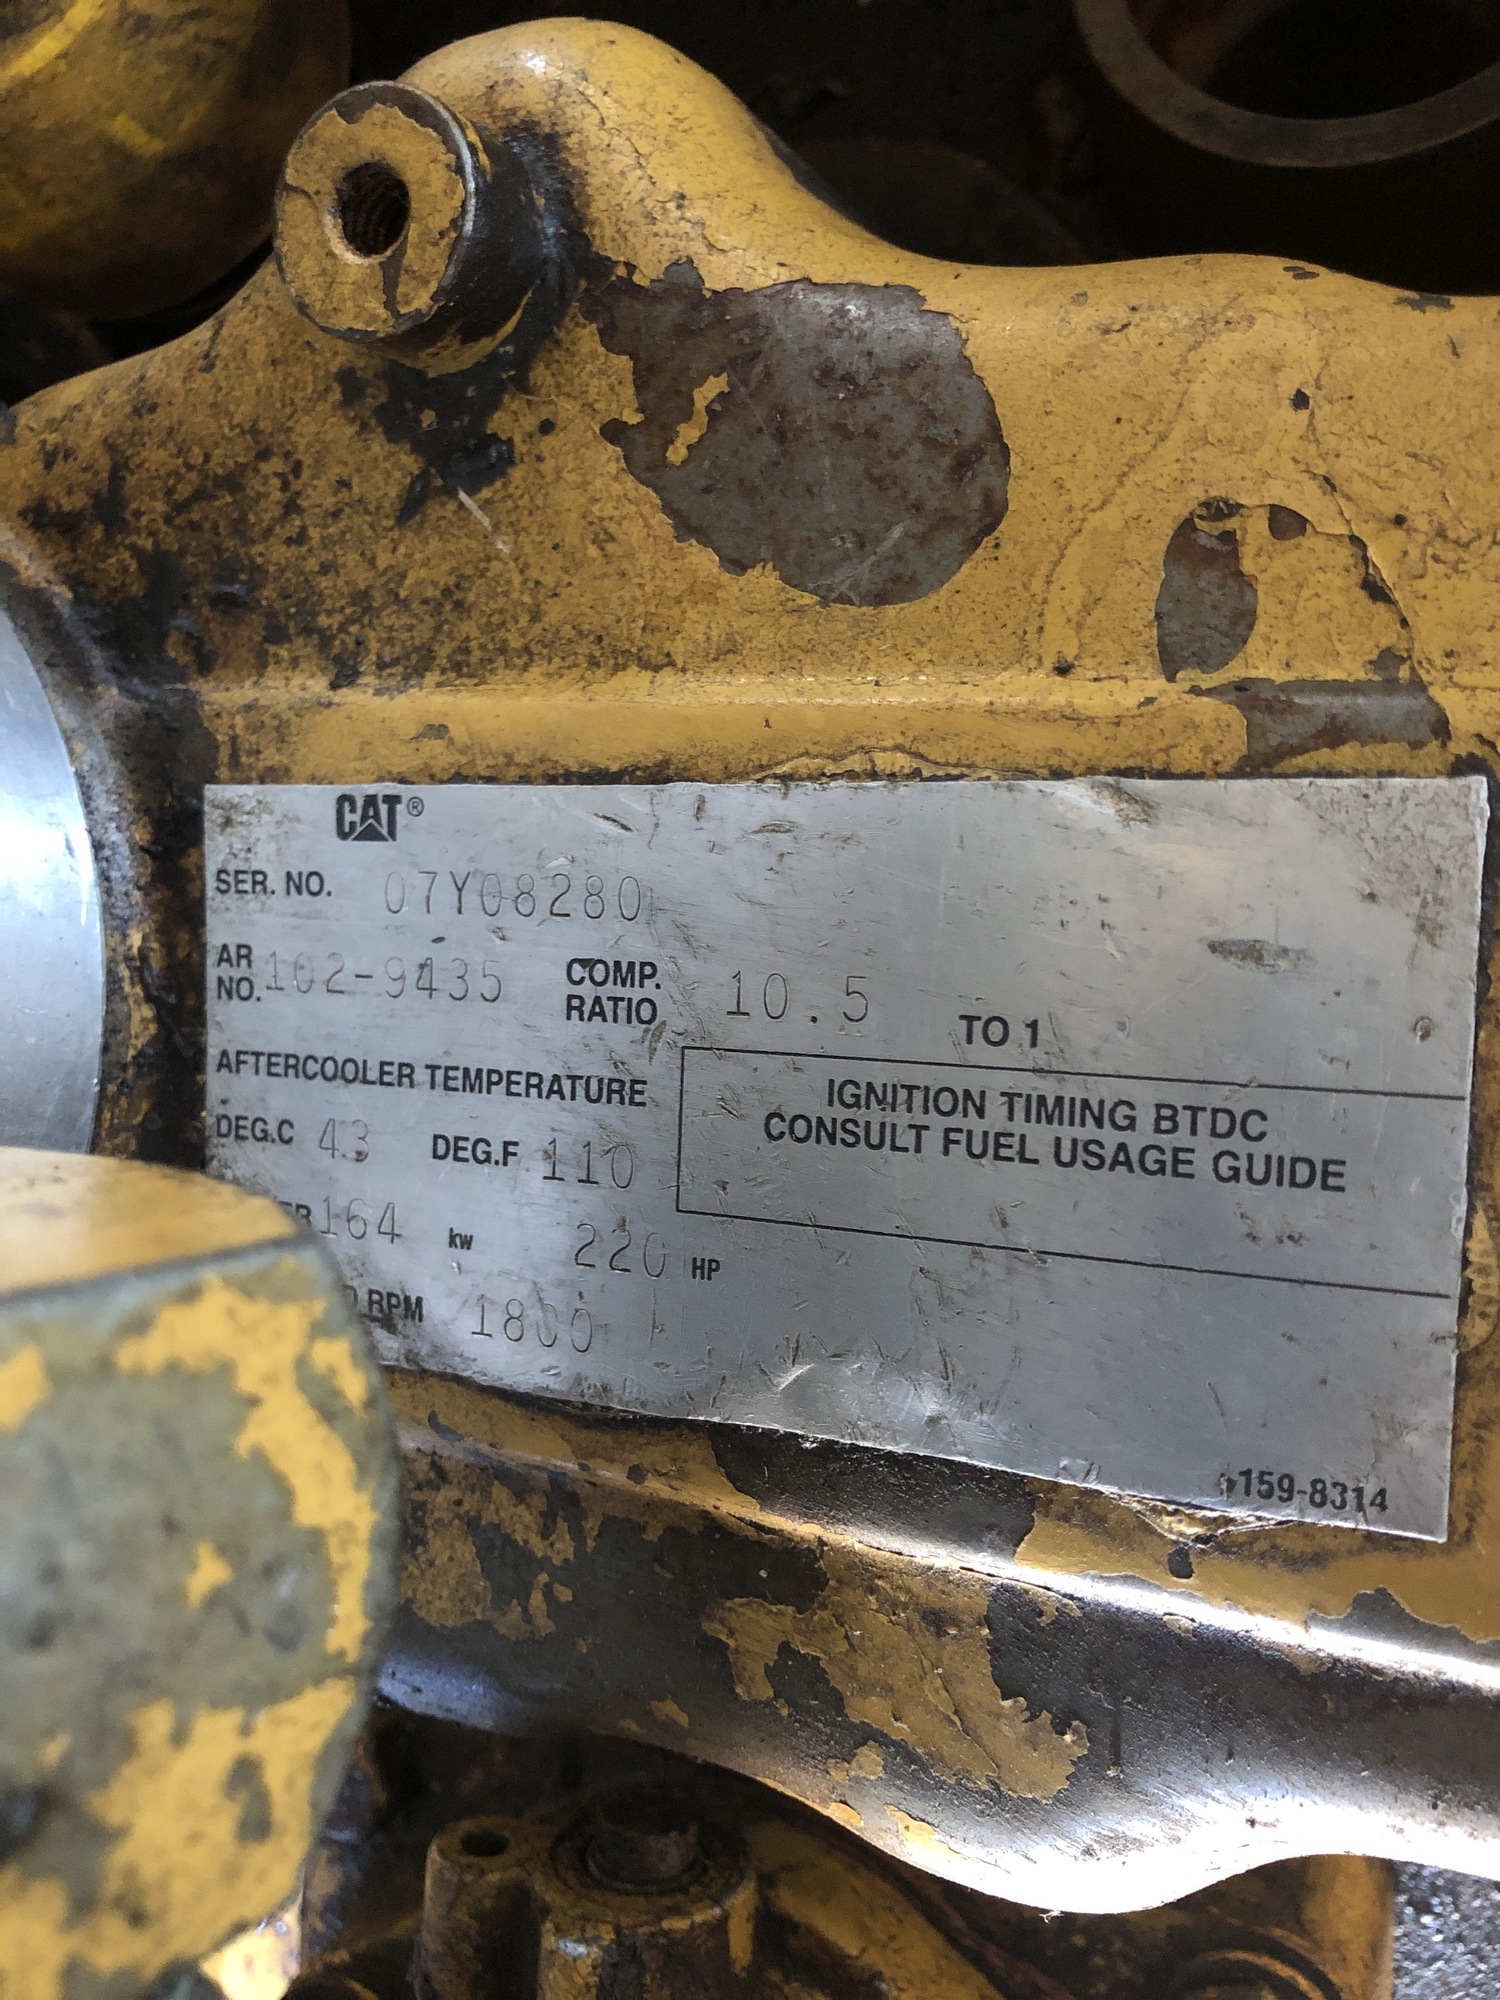 CAT®
SER. NO. 07Y08280
AR NO. 102-9435 COMP. RATIO 10.5 TO 1
AFTERCOOLER TEMPERATURE
DEG.C 43 DEG.F 110
IGNITION TIMING BTDC
CONSULT FUEL USAGE GUIDE
164 kw 220 HP
RPM 1800
159-8314